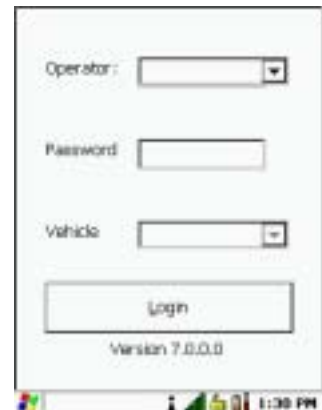 Operator:
Password
Vehicle
Login
Version 7.0.0.0
1:30 PM